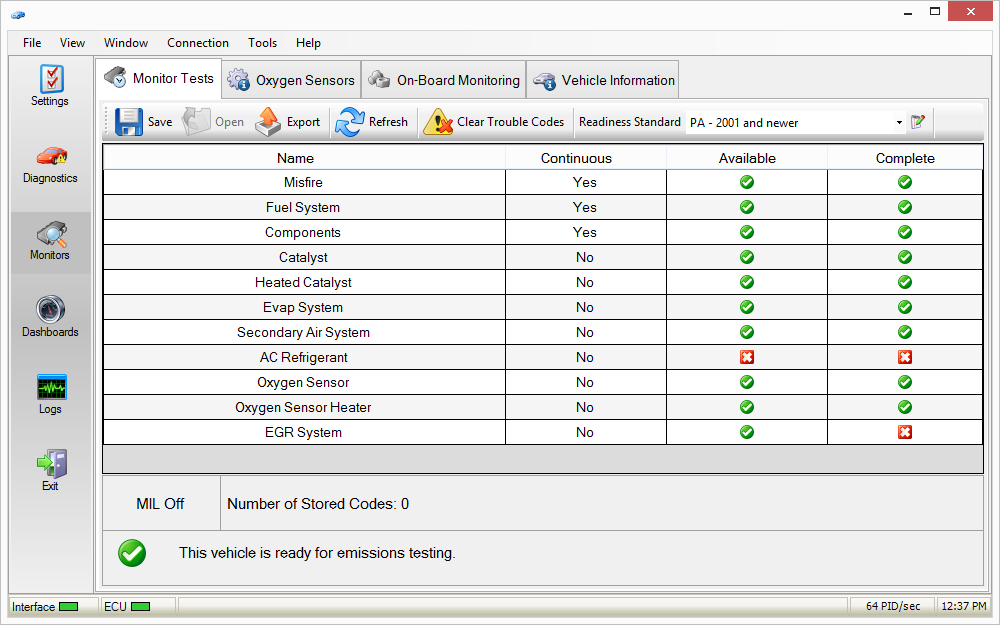 File View Window Connection Tools Help
Settings
Diagnostics
Monitors
Dashboards
Logs
Exit
Monitor Tests Oxygen Sensors On-Board Monitoring Vehicle Information
Save Open Export Refresh Clear Trouble Codes Readiness Standard PA - 2001 and newer
Name Continuous Available Complete
Misfire Yes
Fuel System Yes
Components Yes
Catalyst No
Heated Catalyst No
Evap System No
Secondary Air System No
AC Refrigerant No
Oxygen Sensor No
Oxygen Sensor Heater No
EGR System No
MIL Off Number of Stored Codes: 0
This vehicle is ready for emissions testing.
Interface ECU 64 PID/sec 12:37 PM